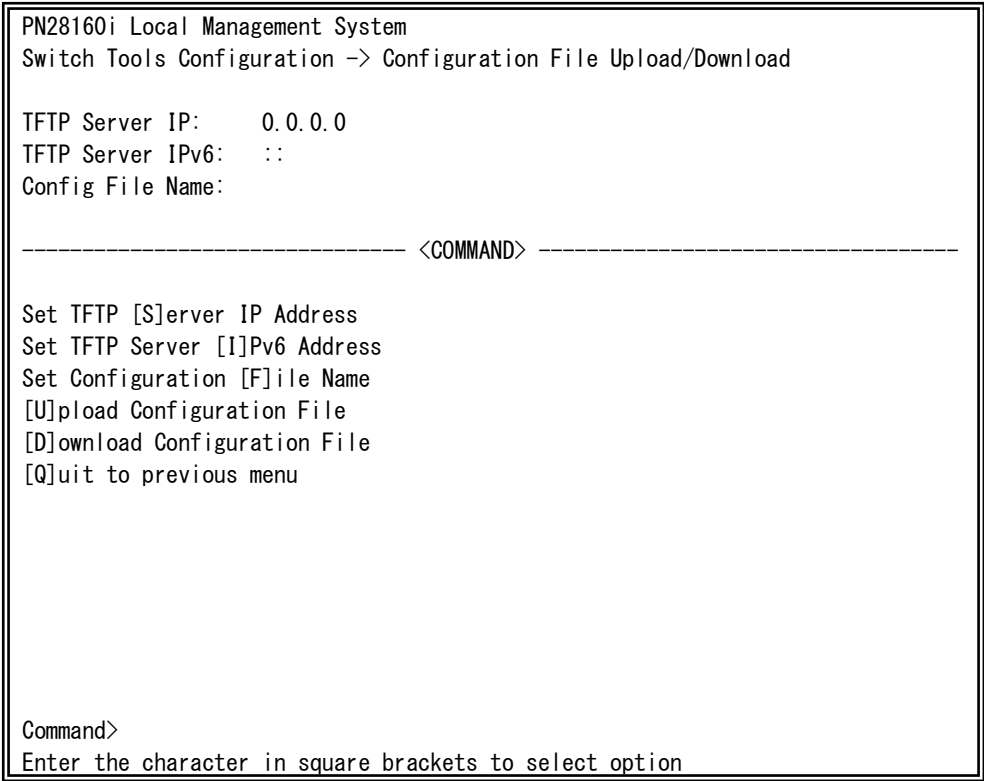 PN28160i Local Management System
Switch Tools Configuration -> Configuration File Upload/Download
TFTP Server IP: 0.0.0.0
TFTP Server IPv6: ::
Config File Name:
-------------------------------- <COMMAND> -----------------------------------
Set TFTP [S]erver IP Address
Set TFTP Server [I]Pv6 Address
Set Configuration [F]ile Name
[U]pload Configuration File
[D]ownload Configuration File
[Q]uit to previous menu
Command>
Enter the character in square brackets to select option